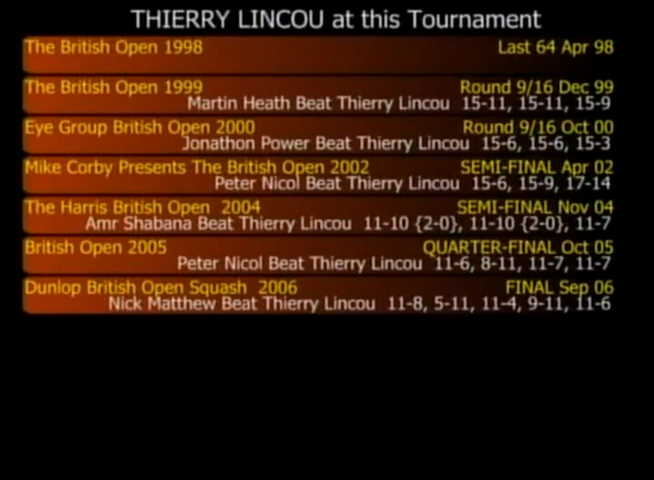 THIERRY LINCOU at this Tournament
The British Open 1998 Last 64 Apr 98
The British Open 1999 Round 9/16 Dec 99
Martin Heath Beat Thierry Lincou 15-11, 15-11, 15-9
Eye Group British Open 2000 Round 9/16 Oct 00
Jonathon Power Beat Thierry Lincou 15-6, 15-6, 15-3
Mike Corby Presents The British Open 2002 SEMI-FINAL Apr 02
Peter Nicol Beat Thierry Lincou 15-6, 15-9, 17-14
The Harris British Open 2004 SEMI-FINAL Nov 04
Amr Shabana Beat Thierry Lincou 11-10 {2-0}, 11-10 {2-0}, 11-7
British Open 2005 QUARTER-FINAL Oct 05
Peter Nicol Beat Thierry Lincou 11-6, 8-11, 11-7, 11-7
Dunlop British Open Squash 2006 FINAL Sep 06
Nick Matthew Beat Thierry Lincou 11-8, 5-11, 11-4, 9-11, 11-6